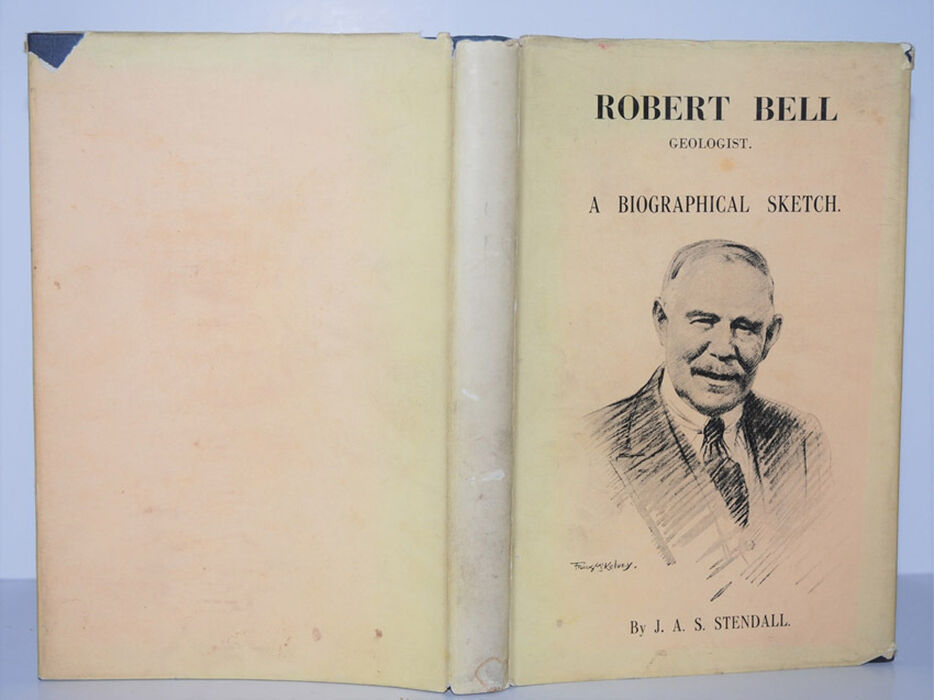 ROBERT BELL
GEOLOGIST.
A BIOGRAPHICAL SKETCH.
By J. A. S. STENDALL.